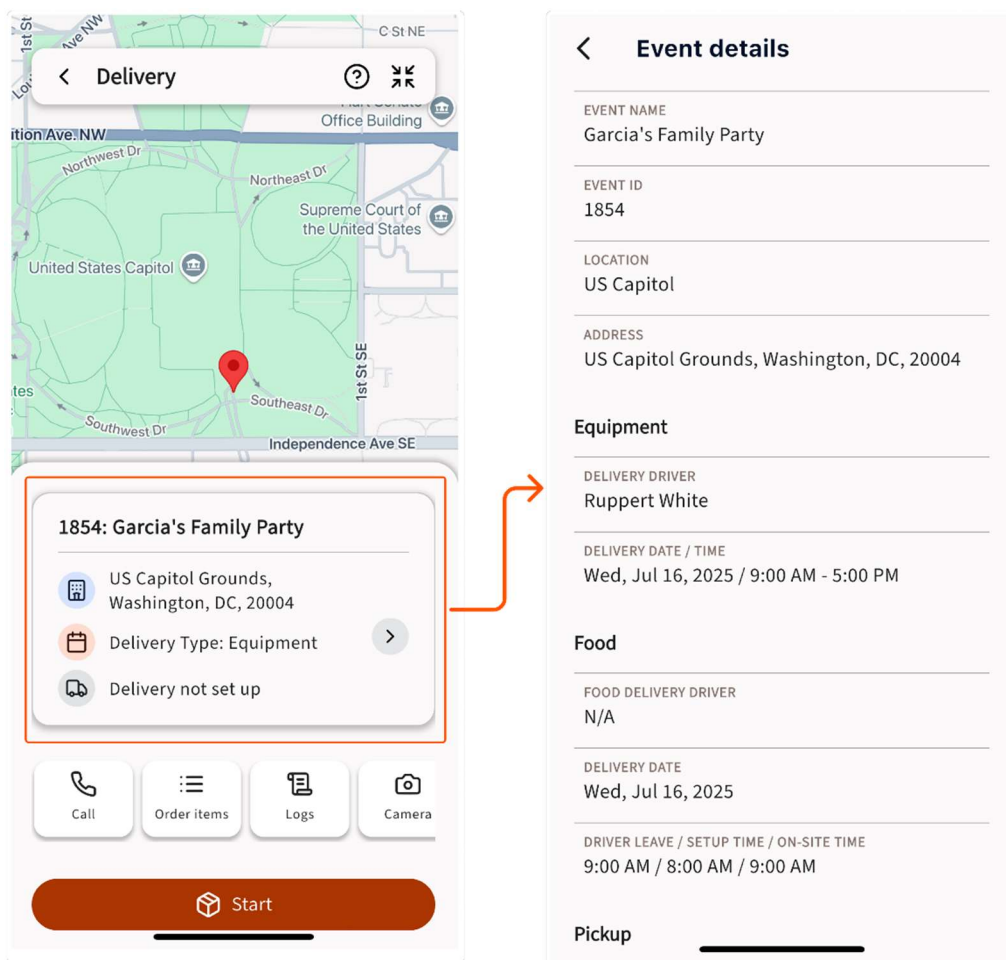 1st St
Ave NW
C St NE
Delivery
Office Building
ition Ave. NW
Northwest Dr
Northeast Dr
Supreme Court of
the United States
United States Capitol
1st St SE
tes
Southeast Dr
Southwest Dr
Independence Ave SE
1854: Garcia's Family Party
US Capitol Grounds,
Washington, DC, 20004
Delivery Type: Equipment
Delivery not set up
Call
Order items
Logs
Camera
Start
Event details
EVENT NAME
Garcia's Family Party
EVENT ID
1854
LOCATION
US Capitol
ADDRESS
US Capitol Grounds, Washington, DC, 20004
Equipment
DELIVERY DRIVER
Ruppert White
DELIVERY DATE / TIME
Wed, Jul 16, 2025 / 9:00 AM - 5:00 PM
Food
FOOD DELIVERY DRIVER
N/A
DELIVERY DATE
Wed, Jul 16, 2025
DRIVER LEAVE / SETUP TIME / ON-SITE TIME
9:00 AM / 8:00 AM / 9:00 AM
Pickup